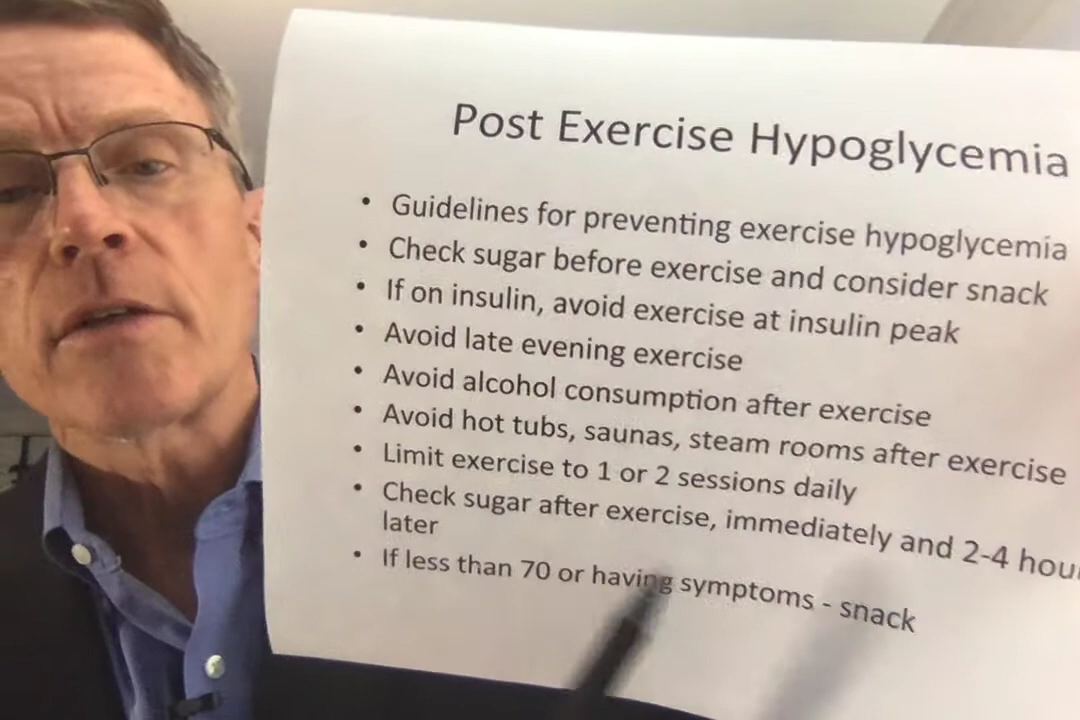 Post Exercise Hypoglycemia
• Guidelines for preventing exercise hypoglycemia
• Check sugar before exercise and consider snack
• If on insulin, avoid exercise at insulin peak
• Avoid late evening exercise
• Avoid alcohol consumption after exercise
• Avoid hot tubs, saunas, steam rooms after exercise
• Limit exercise to 1 or 2 sessions daily
• Check sugar after exercise, immediately and 2-4 hou
later
• If less than 70 or having symptoms - snack